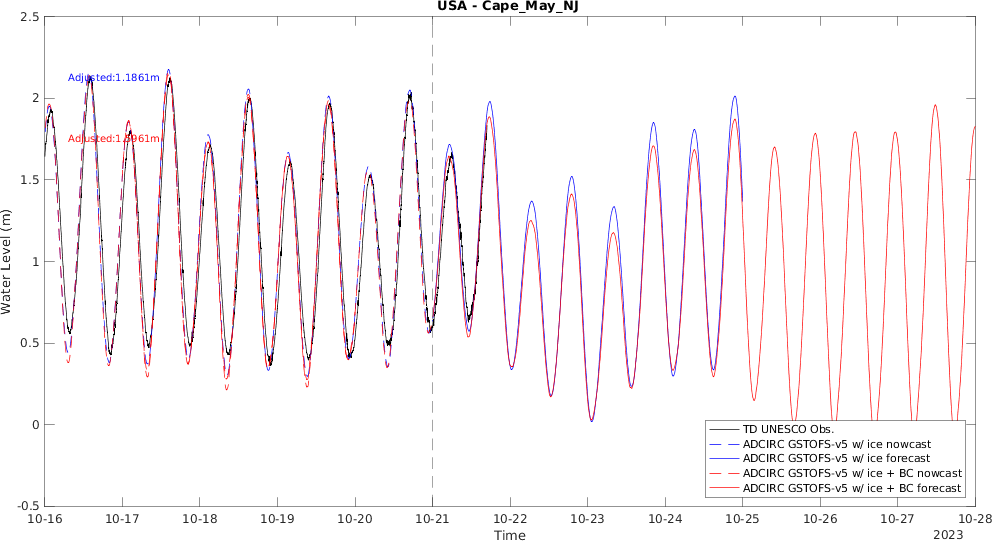 USA - Cape_May_NJ
2.5
2
1.5
1
0.5
0
-0.5
Water Level (m)
Adjusted:1.1861m
TD UNESCO Obs.
ADCIRC GSTOFS-v5 w/ ice nowcast
ADCIRC GSTOFS-v5 w/ ice forecast
ADCIRC GSTOFS-v5 w/ ice + BC nowcast
ADCIRC GSTOFS-v5 w/ ice + BC forecast
10-16 10-17 10-18 10-19 10-20 10-21 10-22 10-23 10-24 10-25 10-26 10-27 10-28
Time
2023